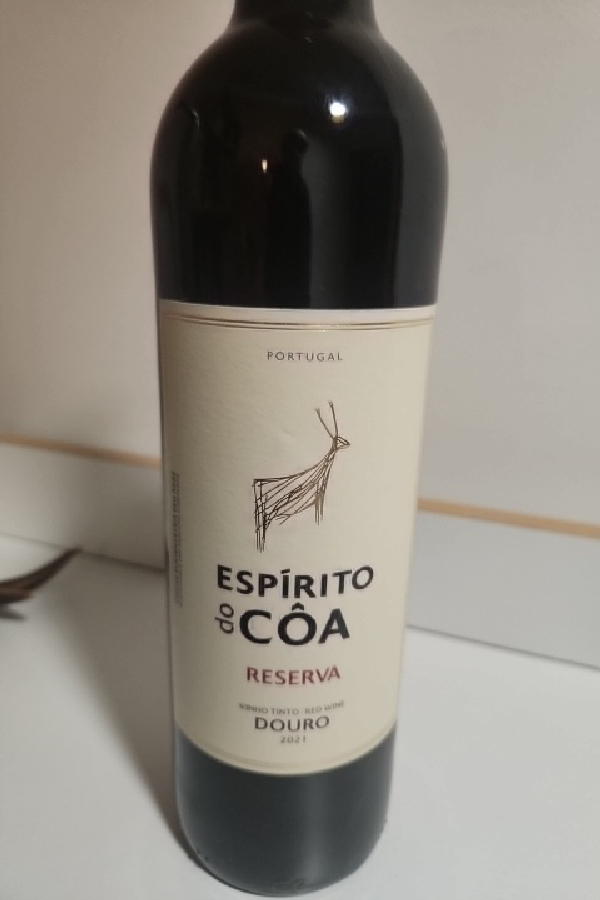 PORTUGAL
ESPÍRITO
do CÔA
RESERVA
VINHO TINTO · RED WINE
DOURO
2021